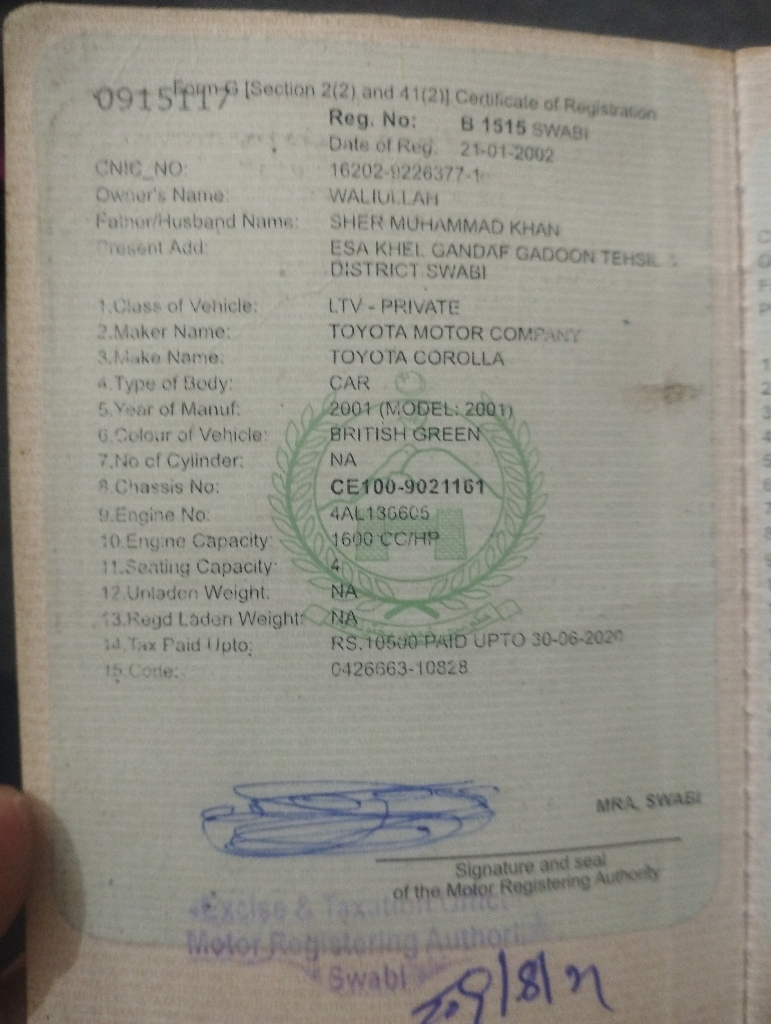 0915117 Form-G [Section 2(2) and 41(2)] Certificate of Registration
Reg. No: B 1515 SWABI
Date of Reg: 21-01-2002
CNIC_NO: 16202-9226377-1
Owner's Name: WALIULLAH
Father/Husband Name: SHER MUHAMMAD KHAN
Present Add: ESA KHEL GANDAF GADOON TEHSIL &
DISTRICT SWABI
1.Class of Vehicle: LTV - PRIVATE
2.Maker Name: TOYOTA MOTOR COMPANY
3.Make Name: TOYOTA COROLLA
4.Type of Body: CAR
5.Year of Manuf: 2001 (MODEL: 2001)
6.Colour of Vehicle: BRITISH GREEN
7.No of Cylinder: NA
8.Chassis No: CE100-9021161
9.Engine No: 4AL136605
10.Engine Capacity: 1600 CC/HP
11.Seating Capacity: 4
12.Unladen Weight: NA
13.Regd Laden Weight: NA
14.Tax Paid Upto: RS.10500 PAID UPTO 30-06-2020
15.Code: 0426663-10828
MRA, SWABI
Signature and seal
of the Motor Registering Authority
Excise & Taxation
Motor Registering
Swabi